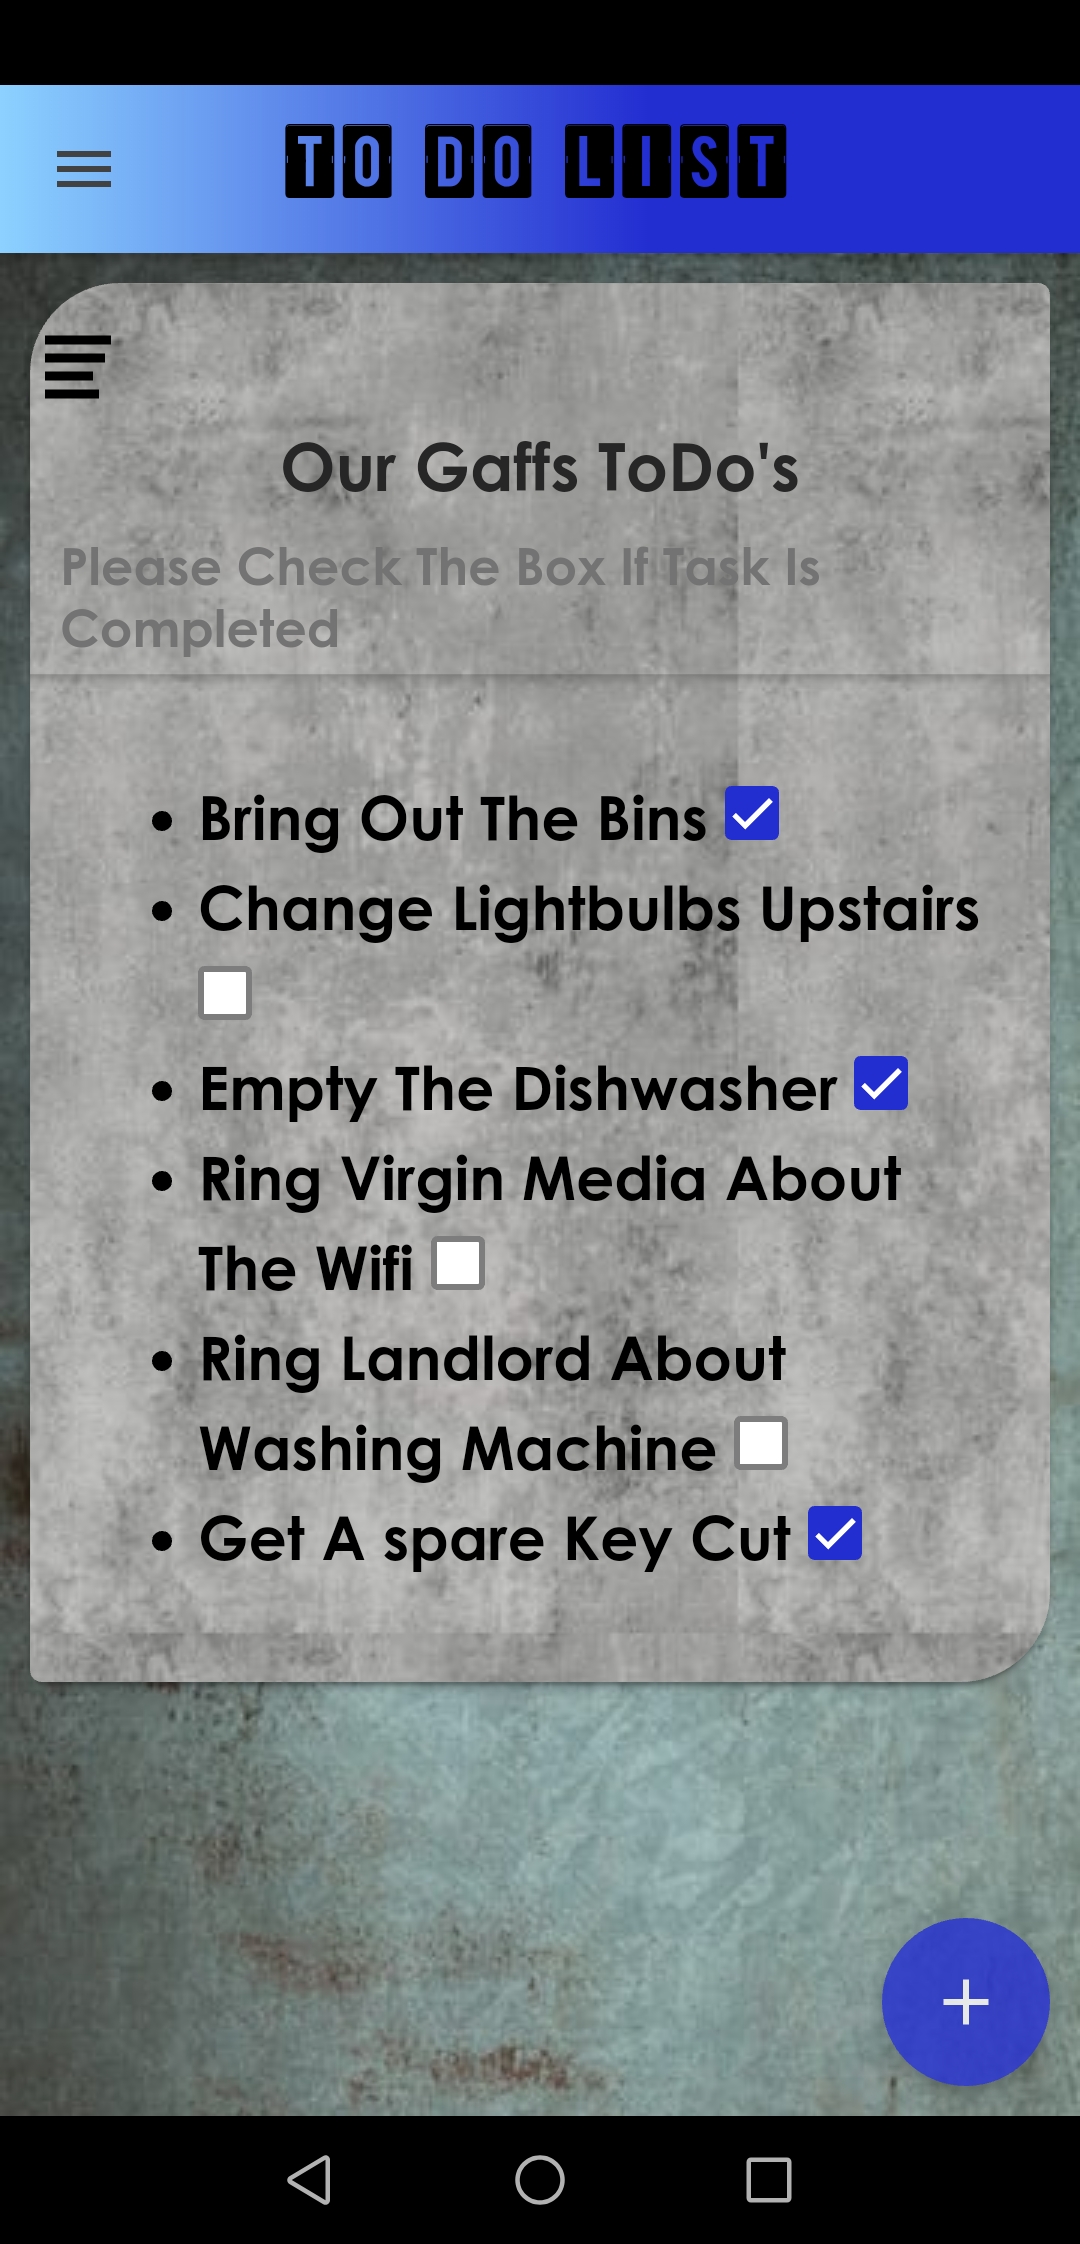 TO DO LIST
Our Gaffs ToDo's
Please Check The Box If Task Is
Completed
Bring Out The Bins
Change Lightbulbs Upstairs
Empty The Dishwasher
Ring Virgin Media About
The Wifi
Ring Landlord About
Washing Machine
Get A spare Key Cut